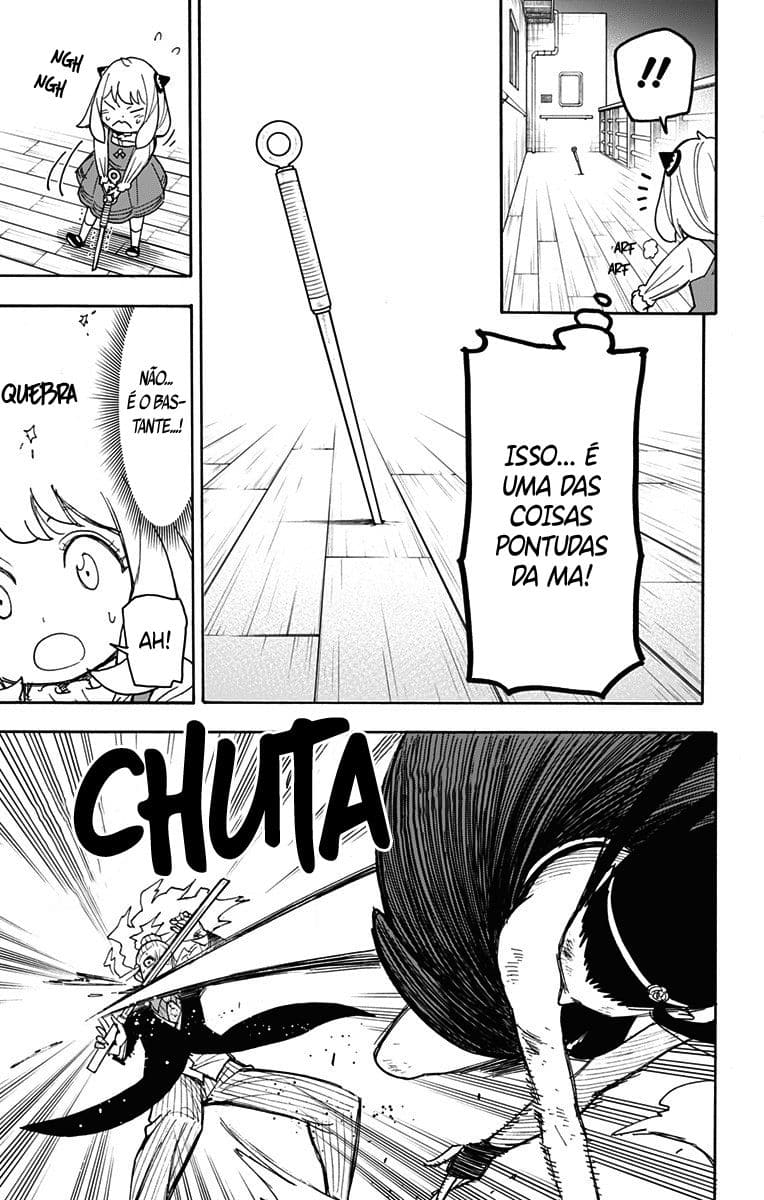 !!
ARF
ARF
ISSO... É
UMA DAS
COISAS
PONTUDAS
DA MA!
NGH
NGH
NÃO...
É O BAS-
TANTE...!
QUEBRA
AH!
CHUTA